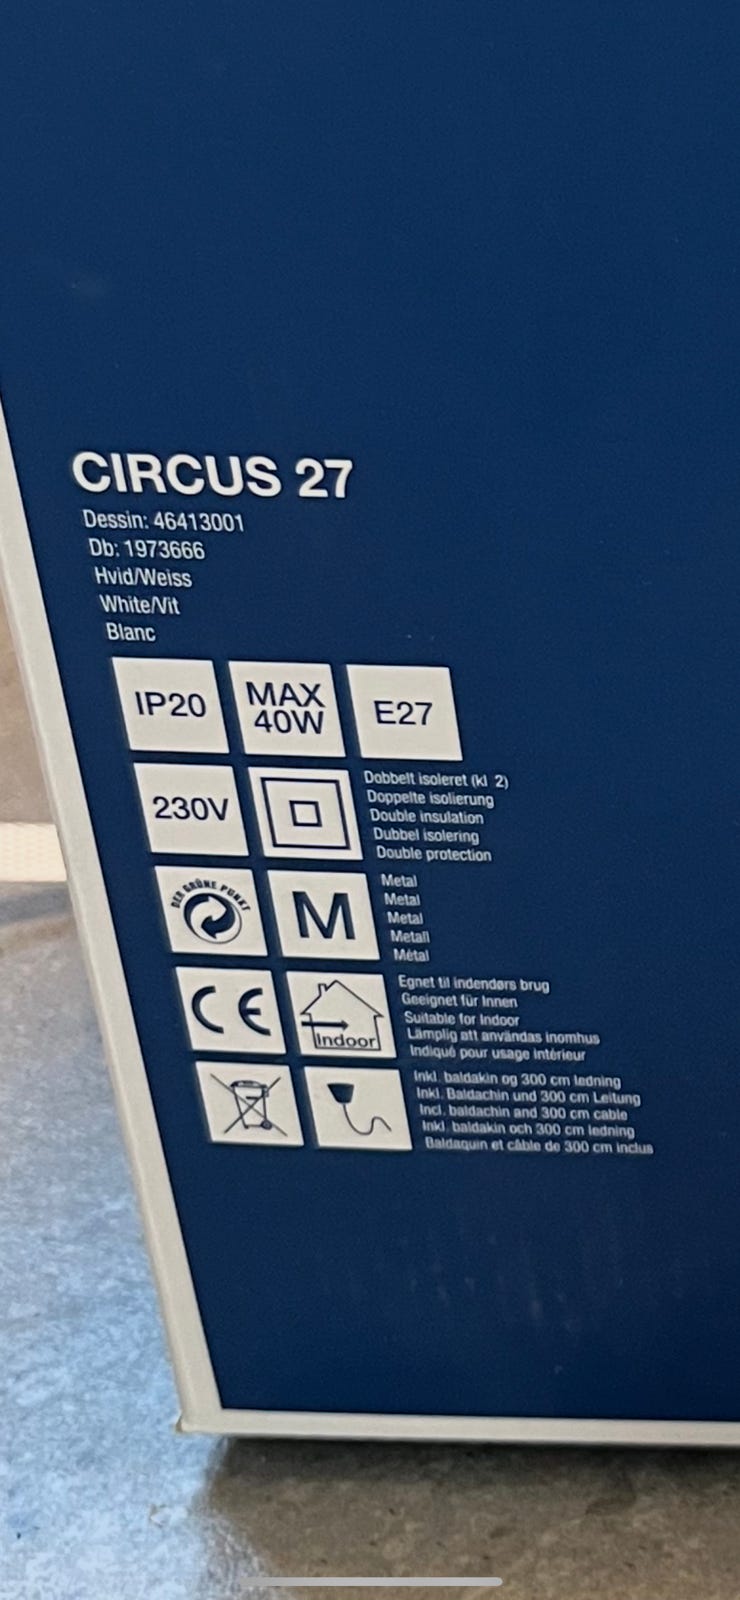 CIRCUS 27
Dessin: 46413001
Db: 1973666
Hvid/Weiss
White/Vit
Blanc
IP20
MAX
40W
E27
230V
Dobbelt isoleret (kl 2)
Doppelte isolierung
Double insulation
Dubbel isolering
Double protection
DER GRÜNE PUNKT
M
Metal
Metal
Metal
Metall
Métal
CE
Indoor
Egnet til indendørs brug
Geeignet für Innen
Suitable for Indoor
Lämplig att användas inomhus
Indiqué pour usage intérieur
Inkl. baldakin og 300 cm ledning
Inkl. Baldachin und 300 cm Leitung
Incl. baldachin and 300 cm cable
Inkl. baldakin och 300 cm ledning
Baldaquin et câble de 300 cm inclus